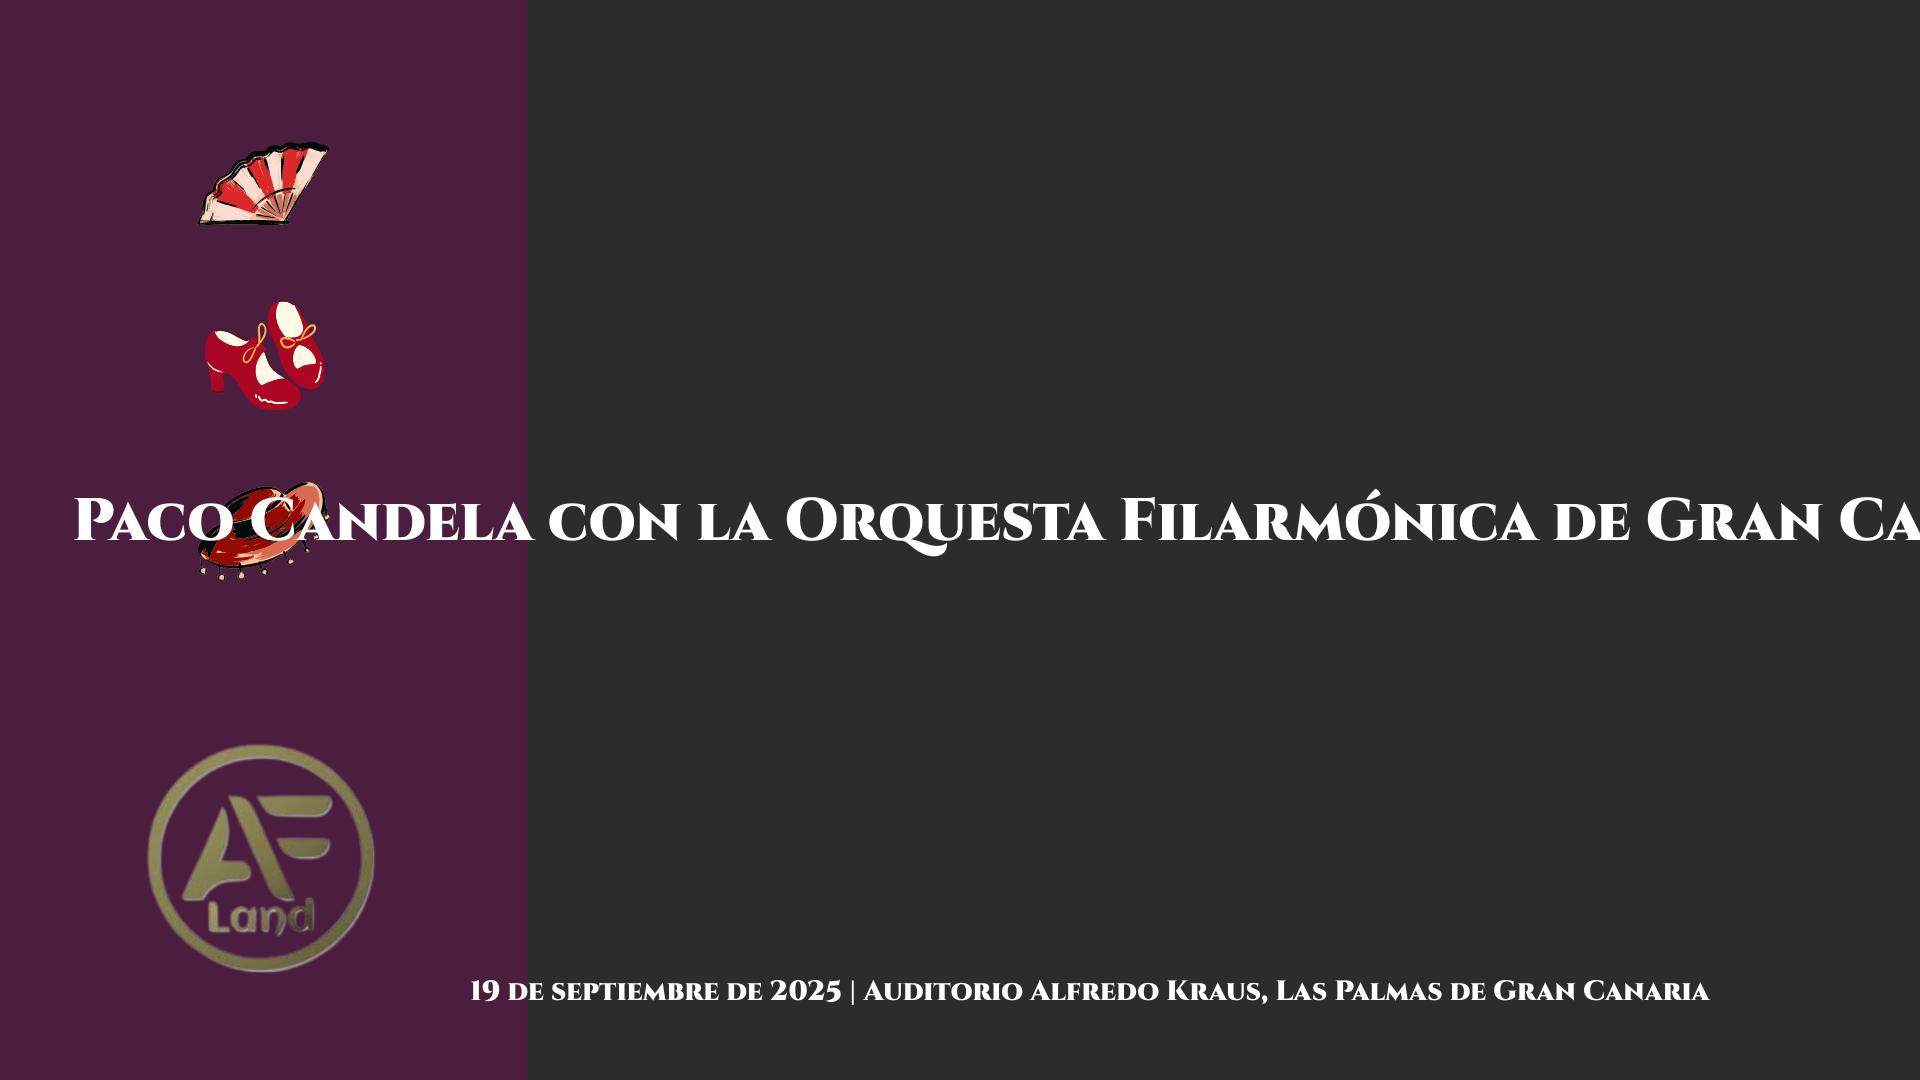 Paco Candela con la Orquesta Filarmónica de Gran Ca
AF
Land
19 de septiembre de 2025 | Auditorio Alfredo Kraus, Las Palmas de Gran Canaria